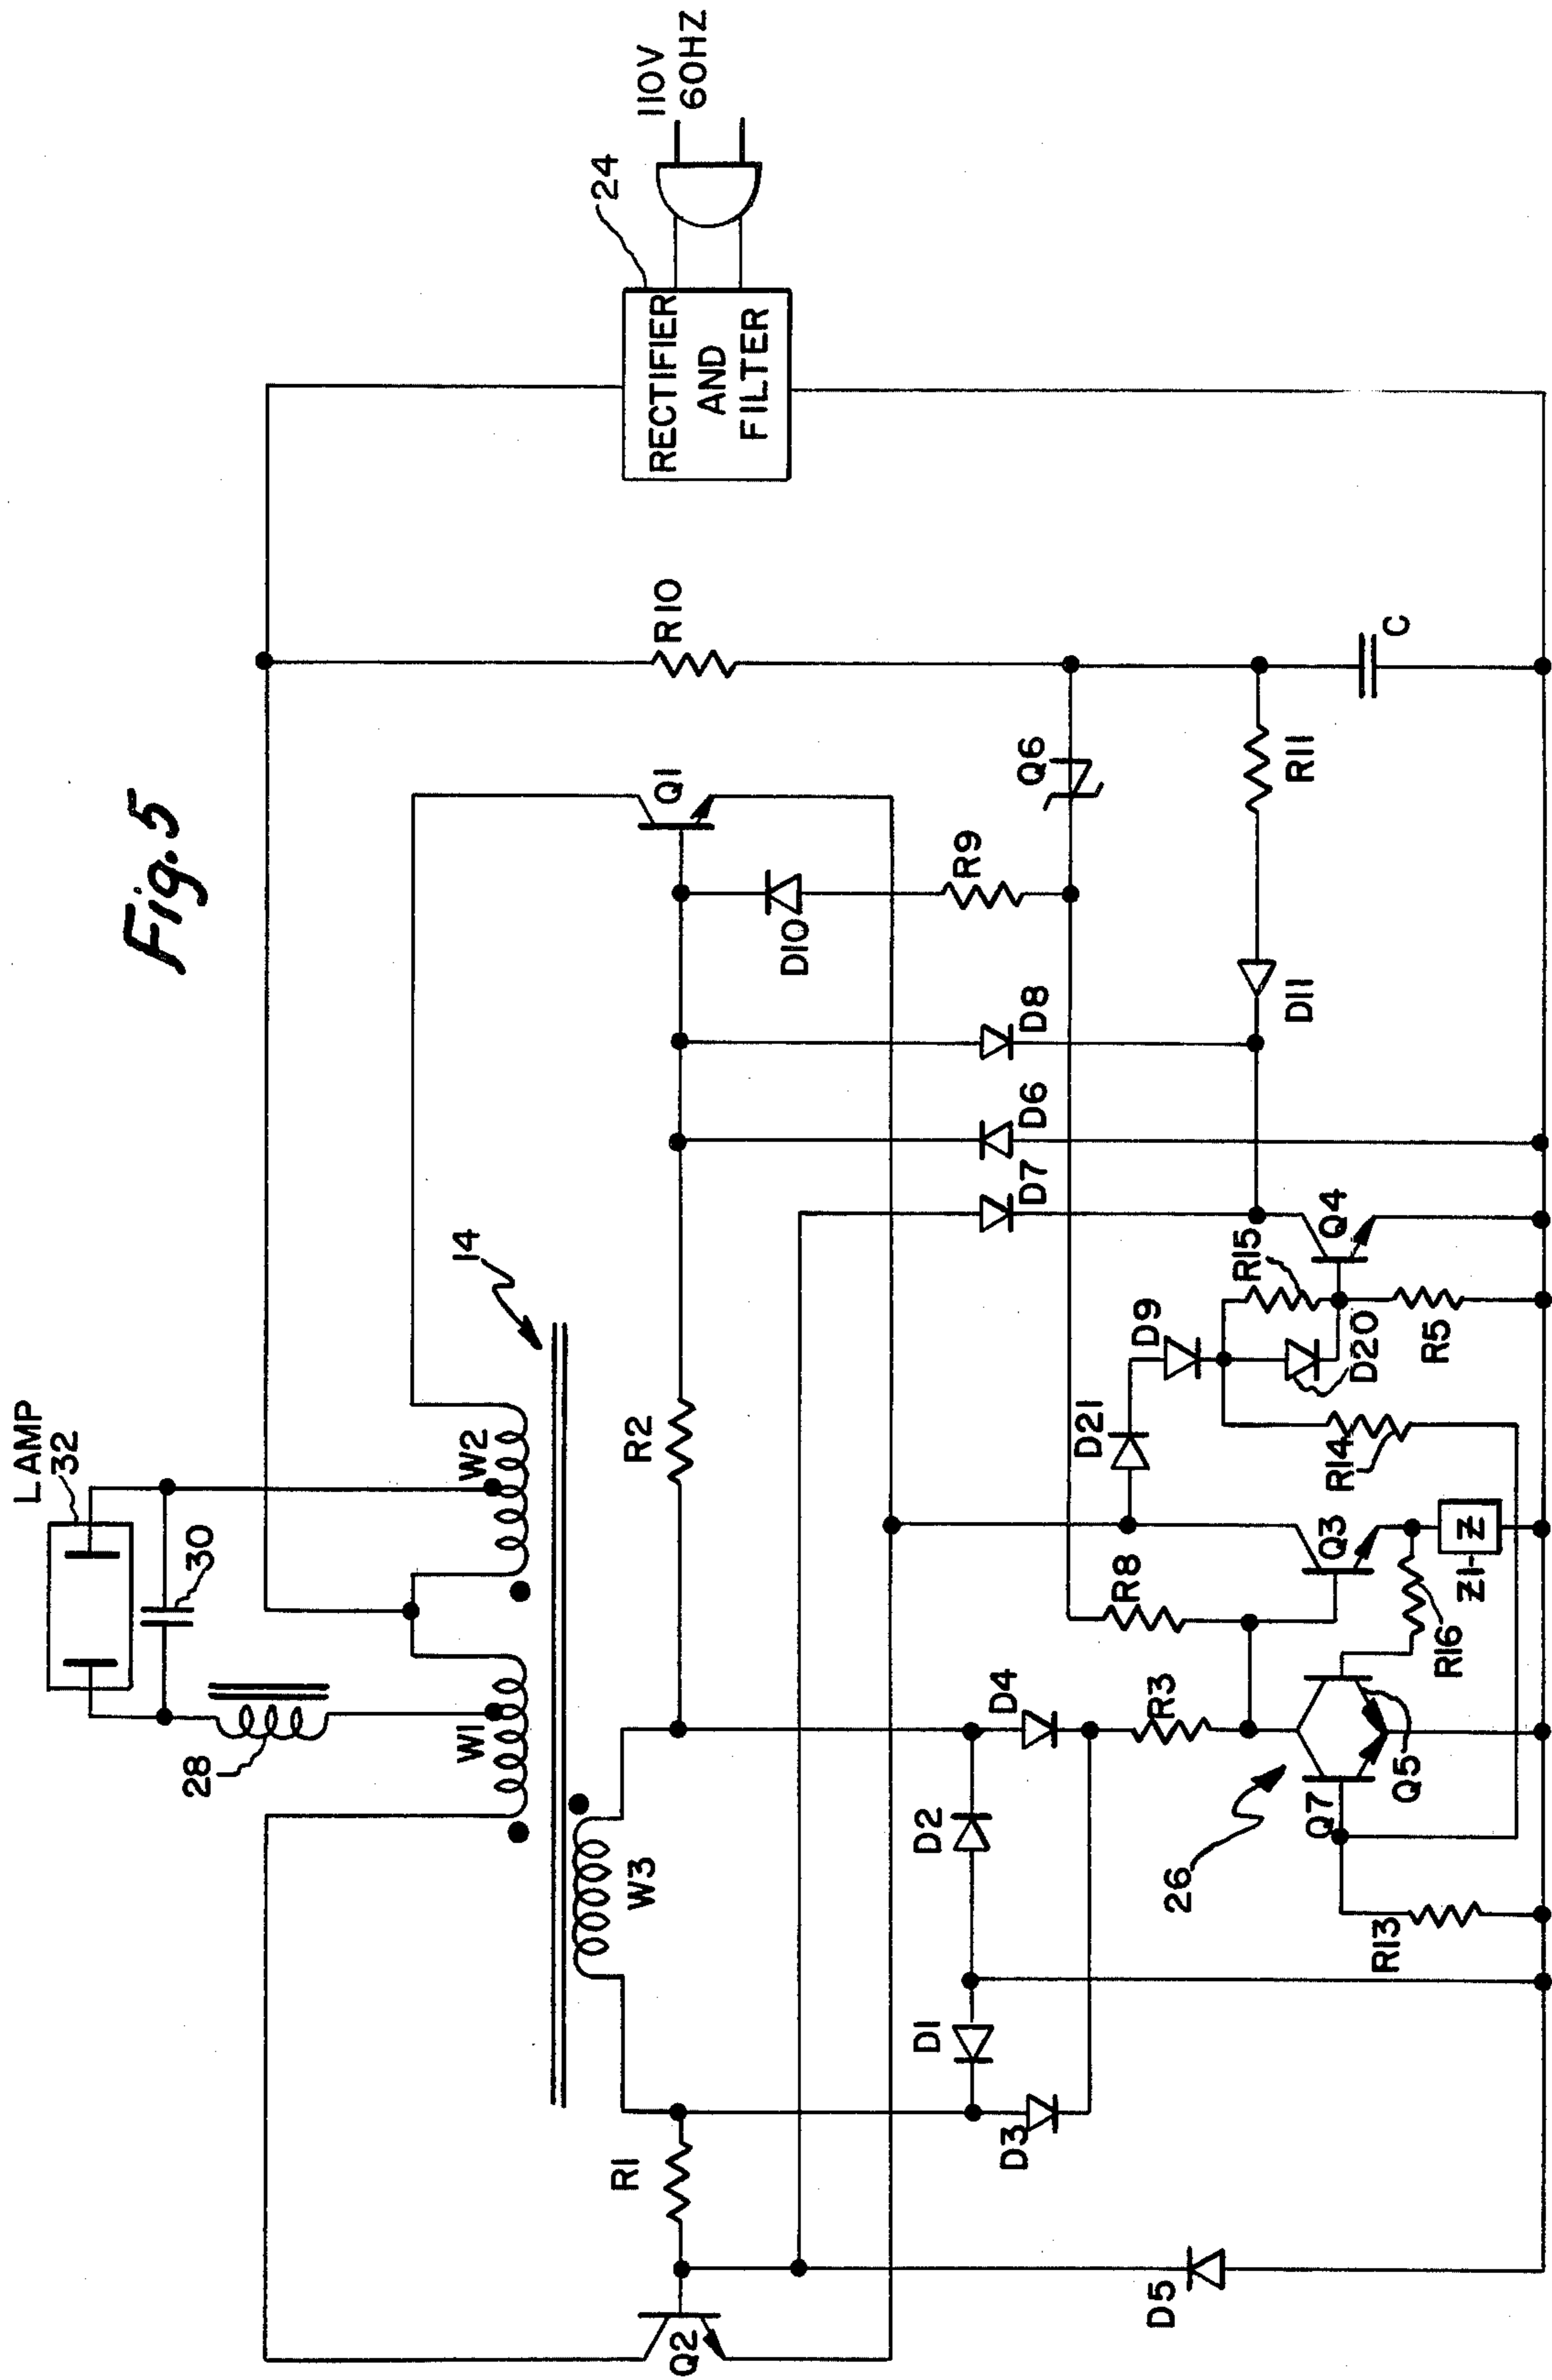 Fig. 5
LAMP
32
30
28
W1
W2
14
W3
R1
R2
Q2
Q1
R10
110V
60HZ
24
RECTIFIER
AND
FILTER
D10
R9
Q6
D1
D2
D3
D4
D8
D6
D7
D21
D9
R15
Q4
D11
R11
C
R8
R3
Q3
R14
D20
R5
26
Q7
Q5
R16
Z1-
Z
R13
D5